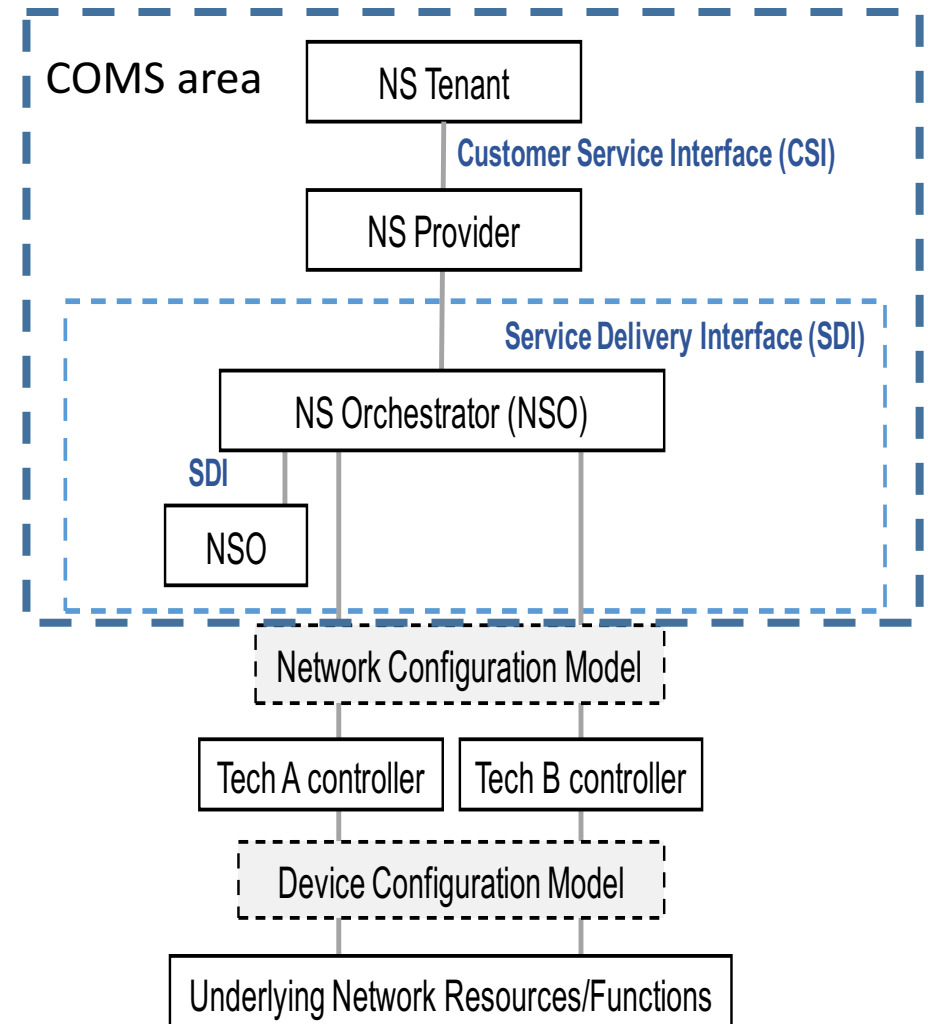 COMS area
NS Tenant
Customer Service Interface (CSI)
NS Provider
Service Delivery Interface (SDI)
NS Orchestrator (NSO)
SDI
NSO
Network Configuration Model
Tech A controller
Tech B controller
Device Configuration Model
Underlying Network Resources/Functions